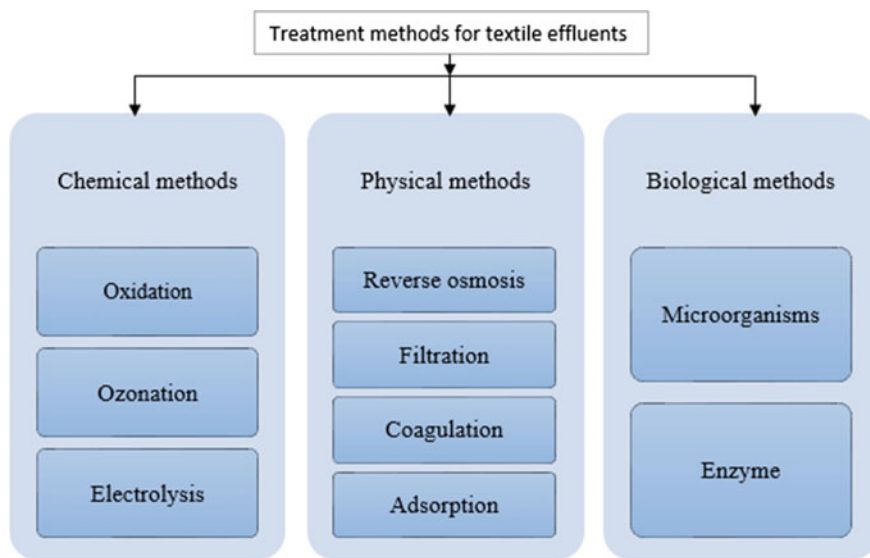 Treatment methods for textile effluents
Chemical methods
Oxidation
Ozonation
Electrolysis
Physical methods
Reverse osmosis
Filtration
Coagulation
Adsorption
Biological methods
Microorganisms
Enzyme